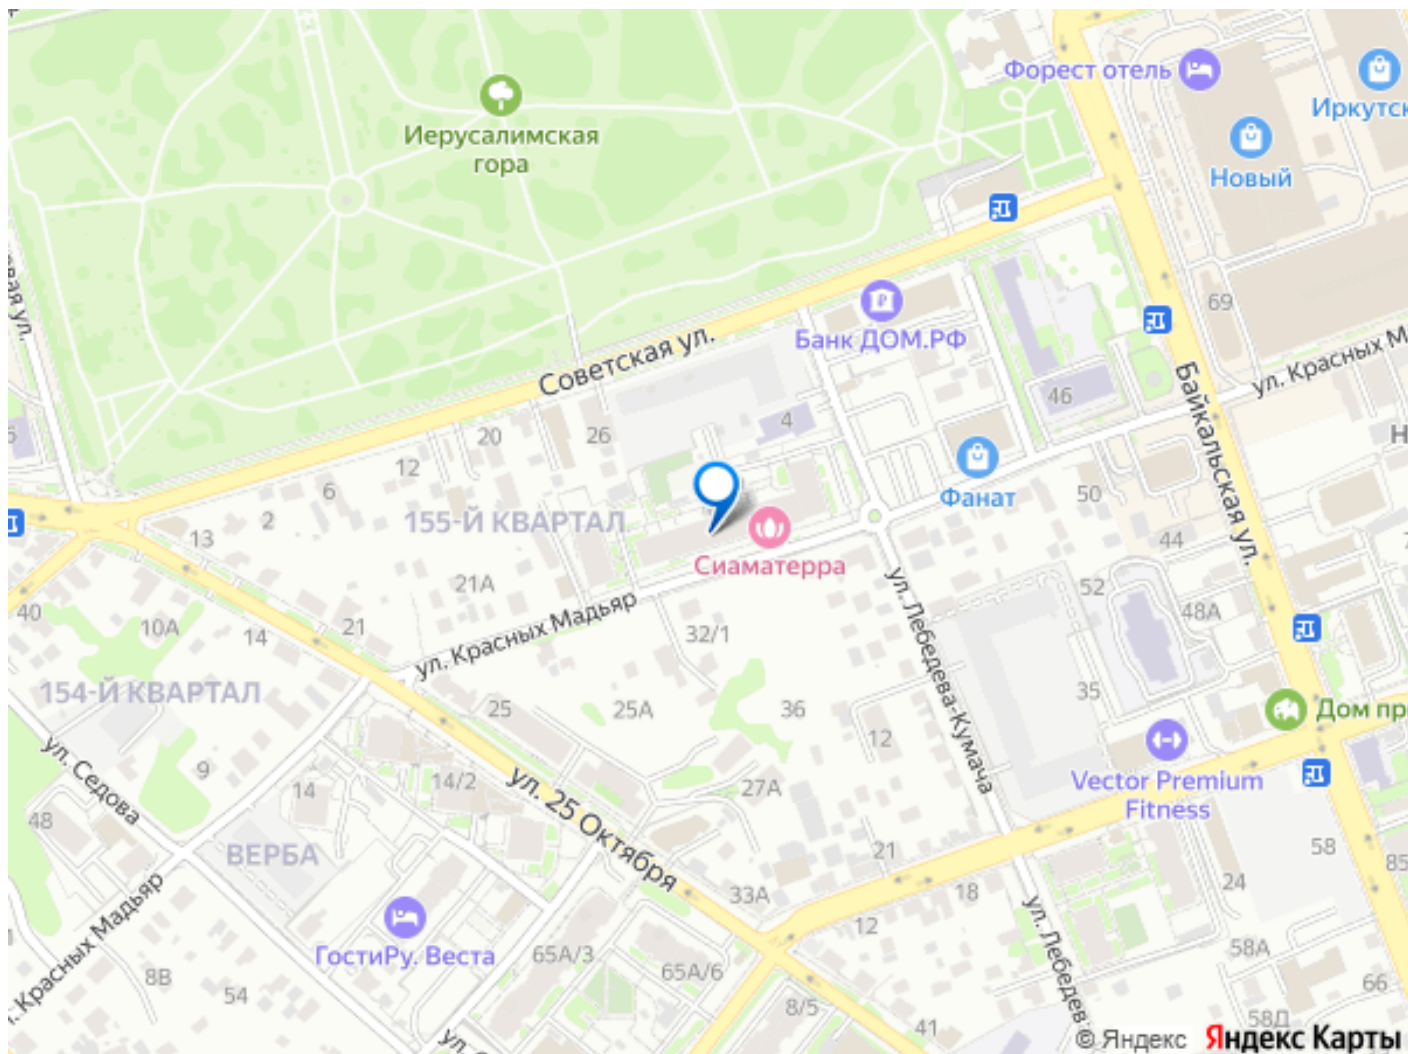 Форест отель
Иркутск
Иерусалимская
гора
Новый
69
Банк ДОМ.РФ
Советская ул.
ул. Красных М
Байкальская ул.
46
4
26
20
12
6
2
13
Фанат
50
155-Й КВАРТАЛ
Сиаматерра
44
21А
52
48А
ул. Лебедева-Кумача
ул. Красных Мадьяр
40
10А
14
21
32/1
154-Й КВАРТАЛ
35
25
25А
36
Дом пр
12
ул. Седова
9
14
14/2
ул. 25 Октября
27А
Vector Premium
Fitness
48
ВЕРБА
21
58
85
33А
18
24
12
ул. Лебедев
ГостиРу. Веста
65А/3
65А/6
58А
8В
54
Красных Мадьяр
8/5
41
66
58Д
© Яндекс
Яндекс Карты